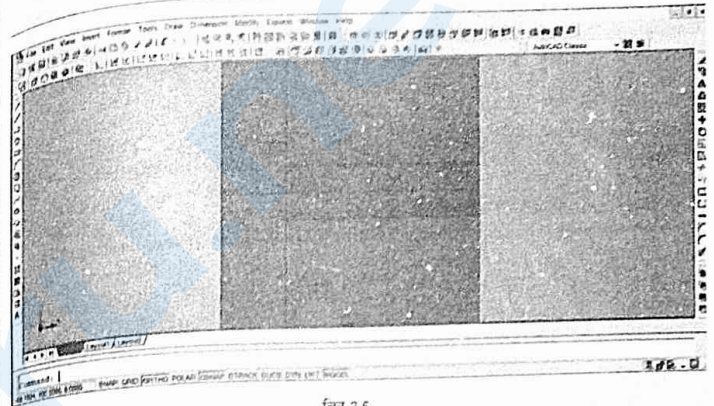 File Edit View Insert Format Tools Draw Dimension Modify Express Window Help
AutoCAD Classic
Layout1 Layout2
Command:
SNAP GRID ORTHO POLAR OSNAP OTRACK DUCS DYN LWT MODEL
चित्र 2.5